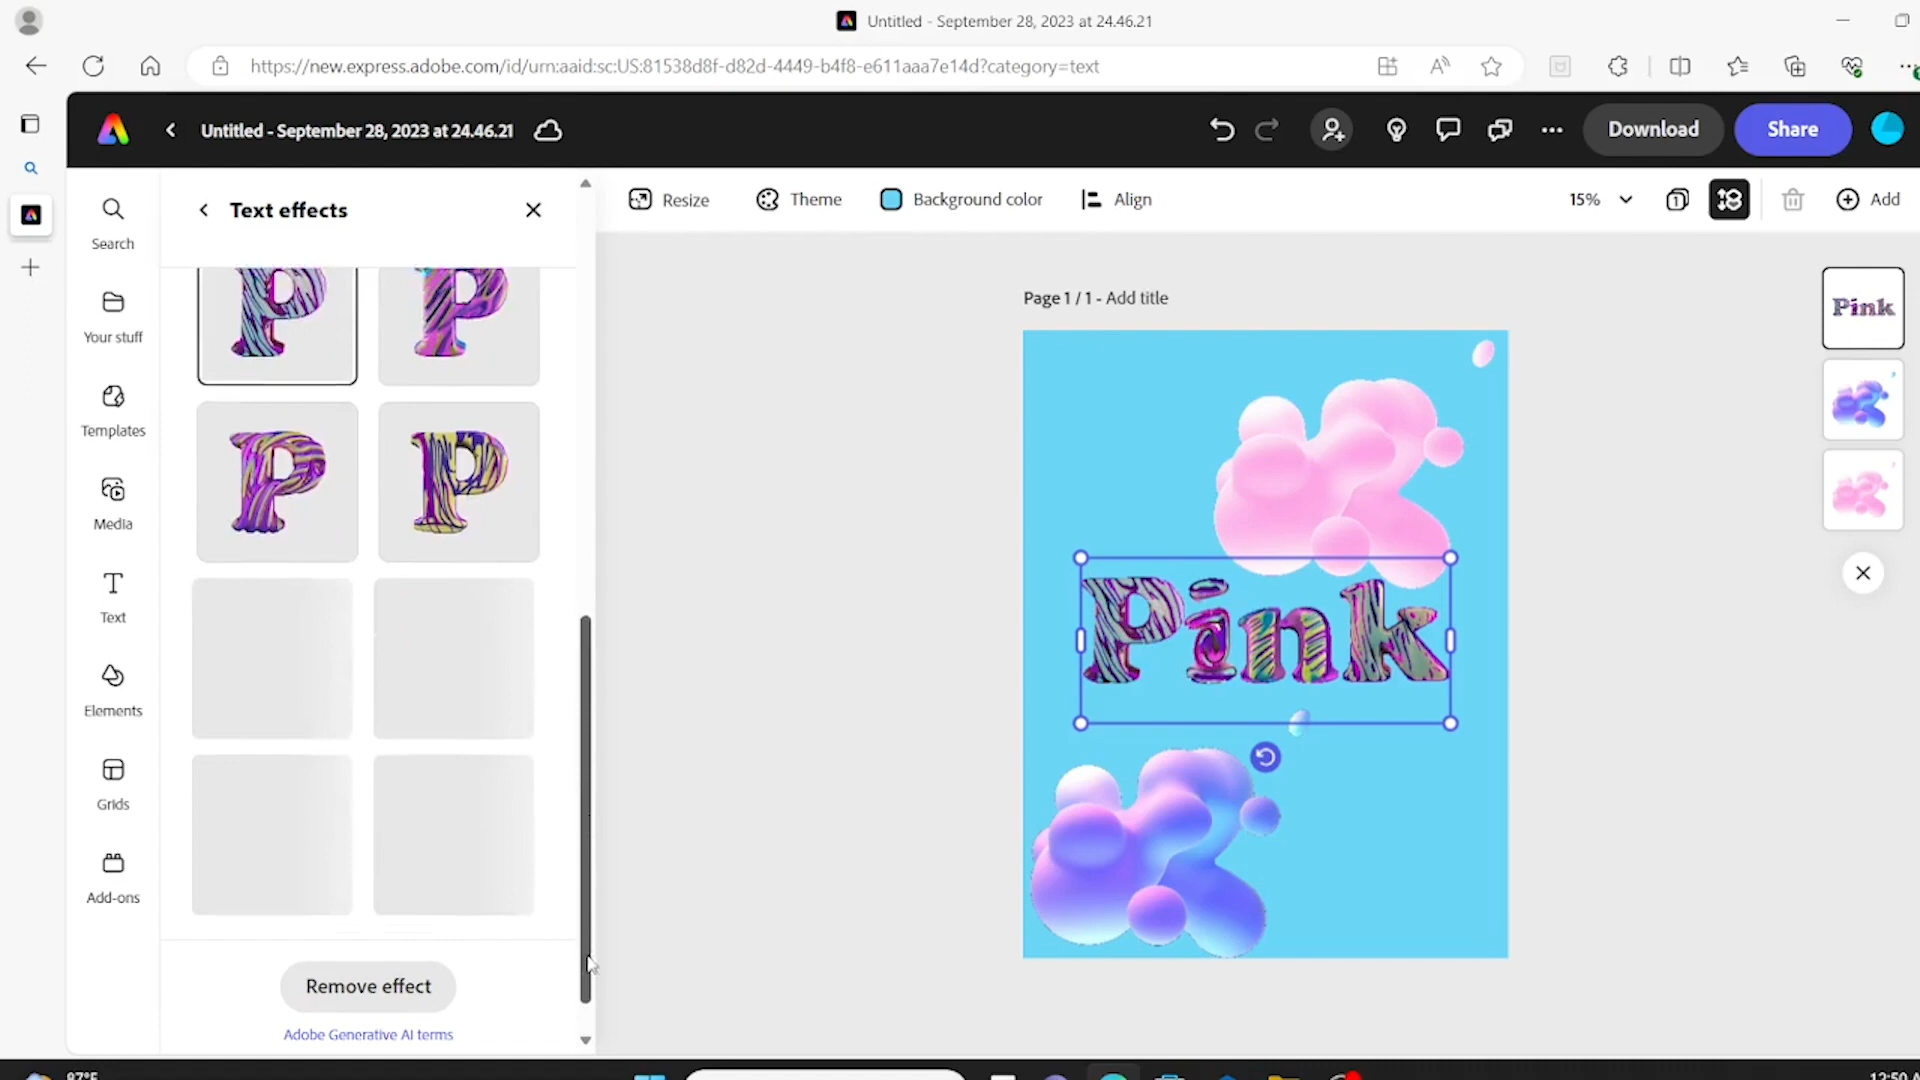 Untitled - September 28, 2023 at 24.46.21
https://new.express.adobe.com/id/urn:aaid:sc:US:81538d8f-d82d-4449-b4f8-e611aaa7e14d?category=text
Untitled - September 28, 2023 at 24.46.21
Download
Share
Search
Your stuff
Templates
Media
Text
Elements
Grids
Add-ons
Text effects
P
P
P
P
Remove effect
Adobe Generative AI terms
Resize
Theme
Background color
Align
15%
1
Add
Page 1 / 1 - Add title
Pink
Pink
87°F